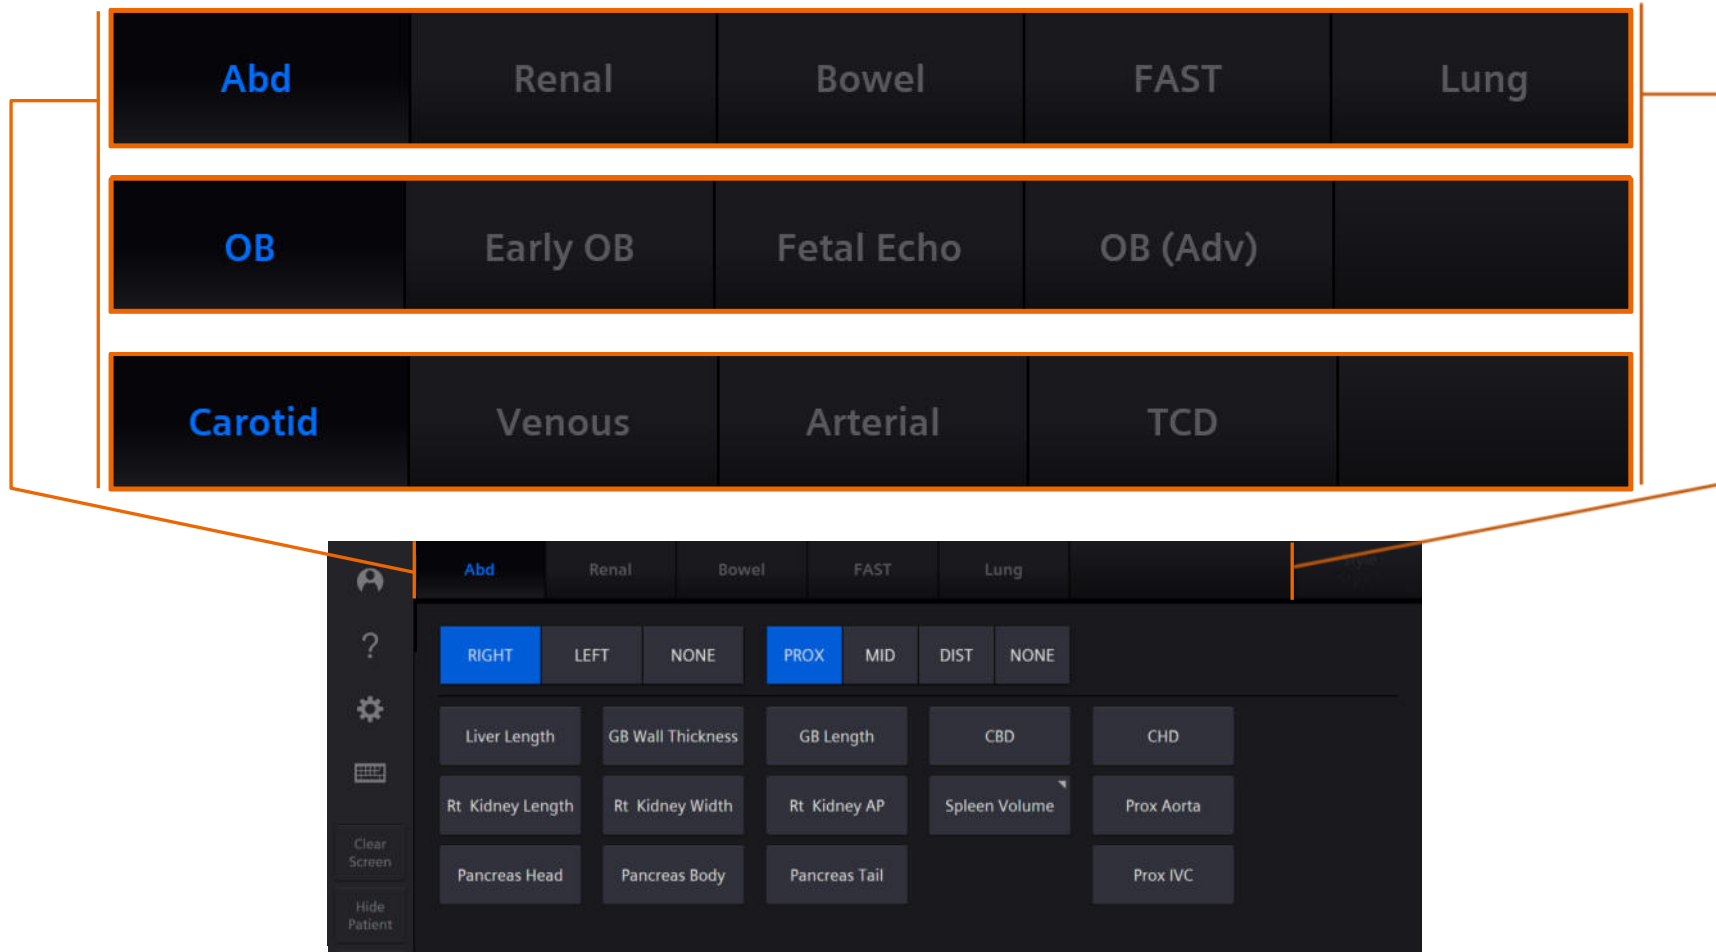 Abd Renal Bowel FAST Lung
OB Early OB Fetal Echo OB (Adv)
Carotid Venous Arterial TCD
Abd Renal Bowel FAST Lung Style
?
RIGHT LEFT NONE PROX MID DIST NONE
Liver Length GB Wall Thickness GB Length CBD CHD
Rt Kidney Length Rt Kidney Width Rt Kidney AP Spleen Volume Prox Aorta
Clear
Screen
Pancreas Head Pancreas Body Pancreas Tail Prox IVC
Hide
Patient